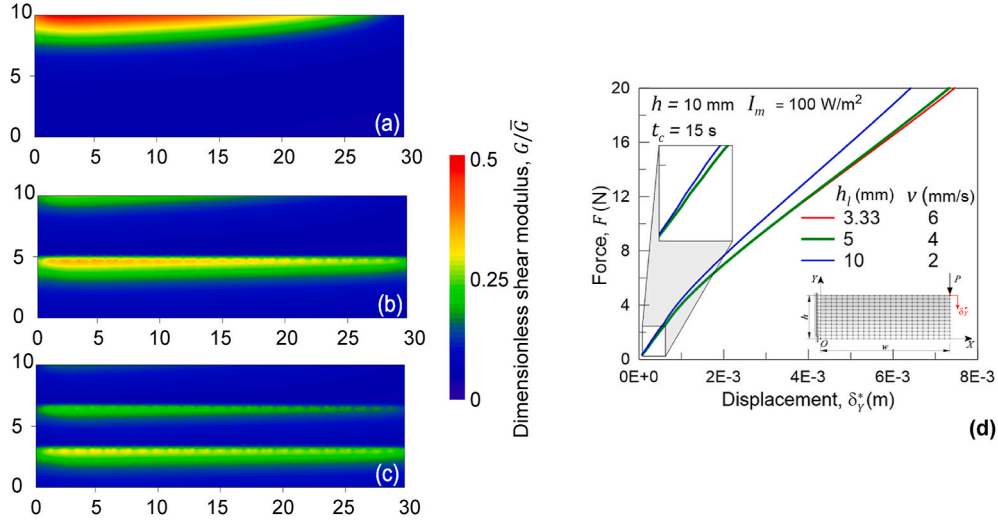 10
5
0
(a)
0 5 10 15 20 25 30
10
5
0
(b)
0 5 10 15 20 25 30
10
5
0
(c)
0 5 10 15 20 25 30
0.5
0.25
0
Dimensionless shear modulus, G/G̅
20
16
12
8
4
0
Force, F (N)
h = 10 mm I_m = 100 W/m²
t_c = 15 s
h_l (mm) v (mm/s)
3.33 6
5 4
10 2
Y
P
δ*_Y
h
O
w
X
0E+0 2E-3 4E-3 6E-3 8E-3
Displacement, δ*_Y (m)
(d)